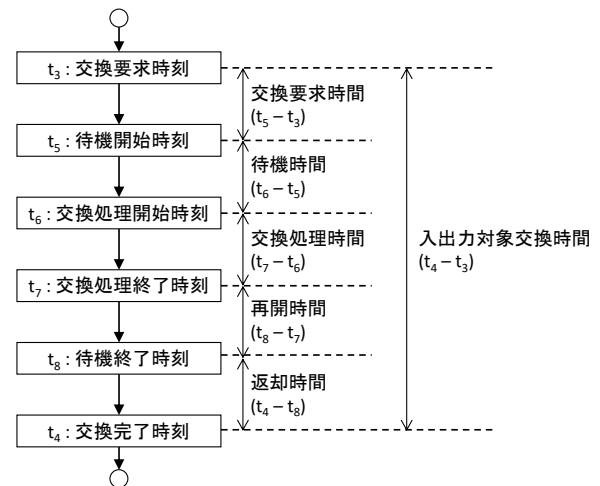 t₃ : 交換要求時刻
交換要求時間
(t₅ – t₃)
t₅ : 待機開始時刻
待機時間
(t₆ – t₅)
t₆ : 交換処理開始時刻
交換処理時間
(t₇ – t₆)
入出力対象交換時間
(t₄ – t₃)
t₇ : 交換処理終了時刻
再開時間
(t₈ – t₇)
t₈ : 待機終了時刻
返却時間
(t₄ – t₈)
t₄ : 交換完了時刻